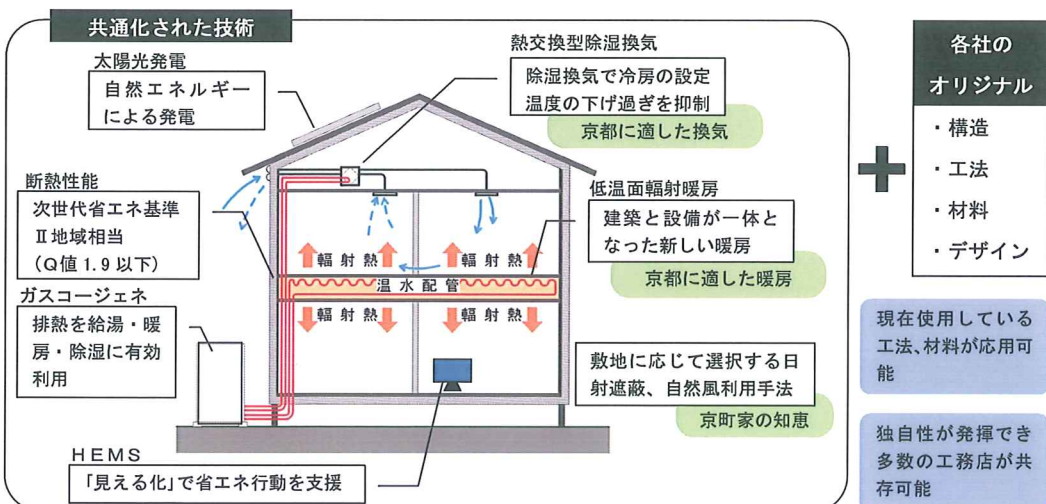 共通化された技術
太陽光発電
自然エネルギー
による発電
熱交換型除湿換気
除湿換気で冷房の設定
温度の下げ過ぎを抑制
京都に適した換気
断熱性能
次世代省エネ基準
Ⅱ地域相当
(Q値1.9以下)
低温面輻射暖房
建築と設備が一体と
なった新しい暖房
京都に適した暖房
輻射熱
輻射熱
温水配管
輻射熱
輻射熱
ガスコージェネ
排熱を給湯・暖
房・除湿に有効
利用
敷地に応じて選択する日
射遮蔽、自然風利用手法
京町家の知恵
HEMS
「見える化」で省エネ行動を支援
各社の
オリジナル
・構造
・工法
・材料
・デザイン
現在使用している
工法、材料が応用可
能
独自性が発揮でき
多数の工務店が共
存可能